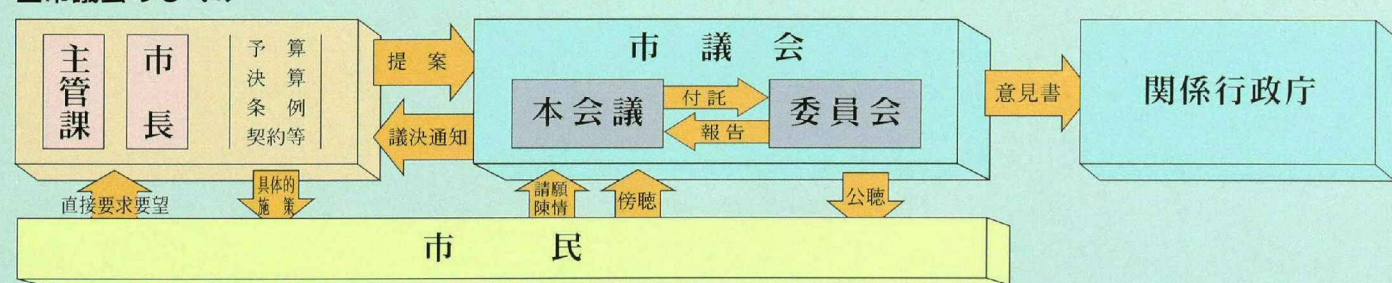 主管課
市長
予算
決算
条例
契約等
提案
議決通知
市議会
本会議
付託
報告
委員会
意見書
関係行政庁
直接要求要望
具体的
施策
請願
陳情
傍聴
公聴
市民